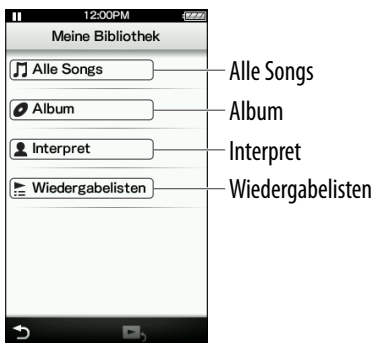 12:00PM
Meine Bibliothek
Alle Songs Alle Songs
Album Album
Interpret Interpret
Wiedergabelisten Wiedergabelisten